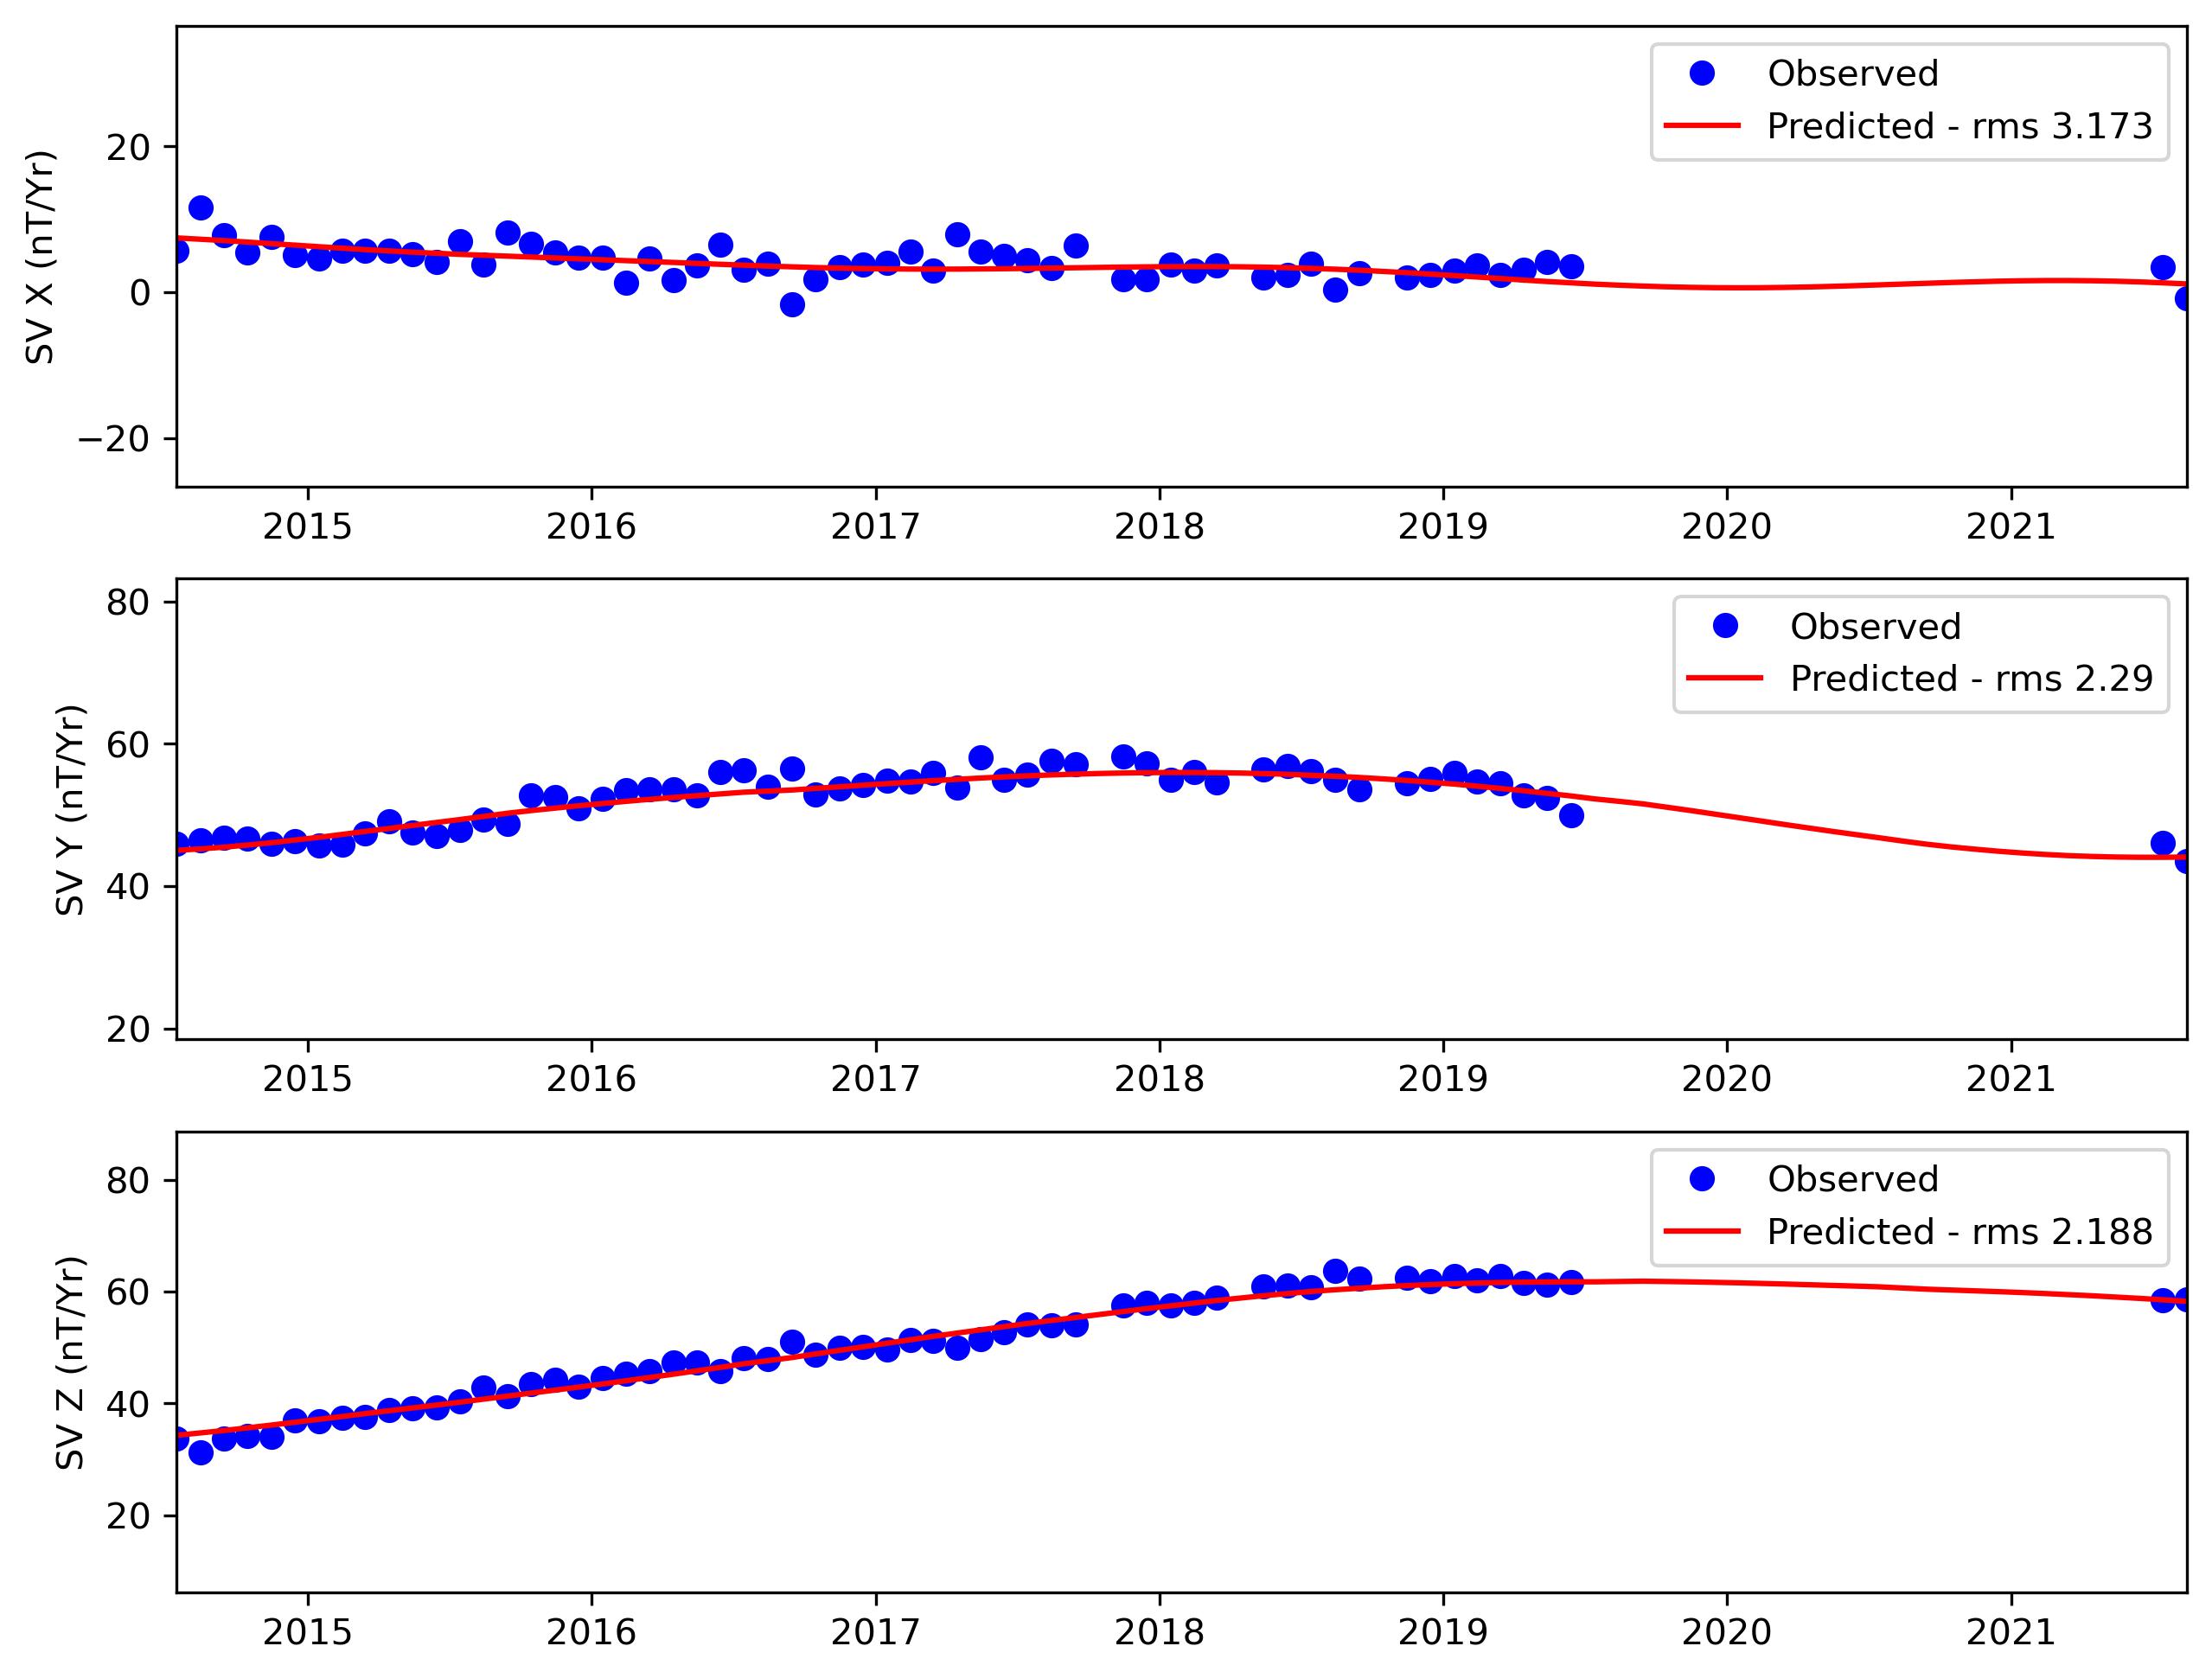 SV X (nT/Yr)
20
0
−20
Observed
Predicted - rms 3.173
2015 2016 2017 2018 2019 2020 2021
SV Y (nT/Yr)
80
60
40
20
Observed
Predicted - rms 2.29
2015 2016 2017 2018 2019 2020 2021
SV Z (nT/Yr)
80
60
40
20
Observed
Predicted - rms 2.188
2015 2016 2017 2018 2019 2020 2021